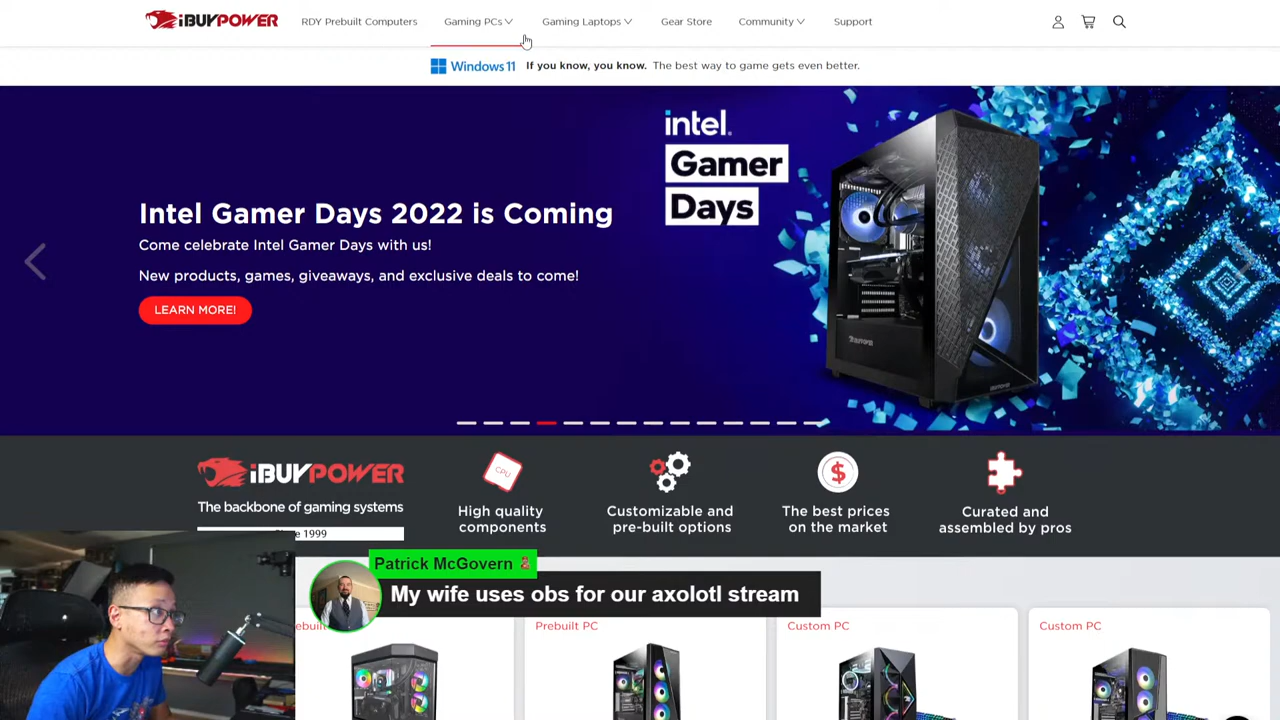 iBUYPOWER
RDY Prebuilt Computers
Gaming PCs
Gaming Laptops
Gear Store
Community
Support
Windows 11
If you know, you know. The best way to game gets even better.
intel.
Gamer
Days
Intel Gamer Days 2022 is Coming
Come celebrate Intel Gamer Days with us!
New products, games, giveaways, and exclusive deals to come!
LEARN MORE!
iBUYPOWER
The backbone of gaming systems
1999
CPU
High quality
components
Customizable and
pre-built options
$
The best prices
on the market
Curated and
assembled by pros
Patrick McGovern
My wife uses obs for our axolotl stream
Prebuilt PC
Custom PC
Custom PC